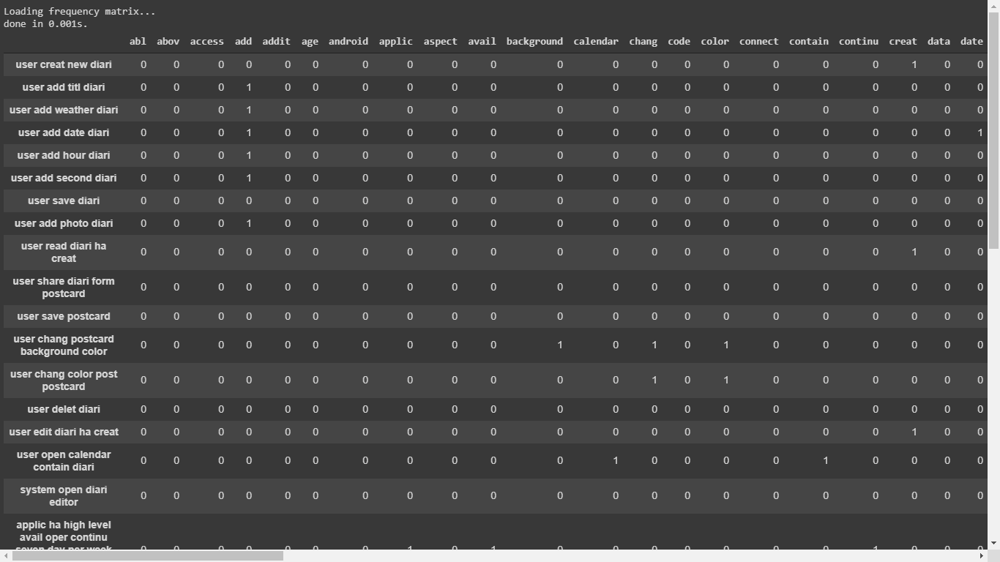 Loading frequency matrix...
done in 0.001s.
abl abov access add addit age android applic aspect avail background calendar chang code color connect contain continu creat data date
user creat new diari 0 0 0 0 0 0 0 0 0 0 0 0 0 0 0 0 0 0 1 0 0
user add titl diari 0 0 0 1 0 0 0 0 0 0 0 0 0 0 0 0 0 0 0 0 0
user add weather diari 0 0 0 1 0 0 0 0 0 0 0 0 0 0 0 0 0 0 0 0 0
user add date diari 0 0 0 1 0 0 0 0 0 0 0 0 0 0 0 0 0 0 0 0 1
user add hour diari 0 0 0 1 0 0 0 0 0 0 0 0 0 0 0 0 0 0 0 0 0
user add second diari 0 0 0 1 0 0 0 0 0 0 0 0 0 0 0 0 0 0 0 0 0
user save diari 0 0 0 0 0 0 0 0 0 0 0 0 0 0 0 0 0 0 0 0 0
user add photo diari 0 0 0 1 0 0 0 0 0 0 0 0 0 0 0 0 0 0 0 0 0
user read diari ha
creat 0 0 0 0 0 0 0 0 0 0 0 0 0 0 0 0 0 0 1 0 0
user share diari form
postcard 0 0 0 0 0 0 0 0 0 0 0 0 0 0 0 0 0 0 0 0 0
user save postcard 0 0 0 0 0 0 0 0 0 0 0 0 0 0 0 0 0 0 0 0 0
user chang postcard
background color 0 0 0 0 0 0 0 0 0 0 1 0 1 0 1 0 0 0 0 0 0
user chang color post
postcard 0 0 0 0 0 0 0 0 0 0 0 0 1 0 1 0 0 0 0 0 0
user delet diari 0 0 0 0 0 0 0 0 0 0 0 0 0 0 0 0 0 0 0 0 0
user edit diari ha creat 0 0 0 0 0 0 0 0 0 0 0 0 0 0 0 0 0 0 1 0 0
user open calendar
contain diari 0 0 0 0 0 0 0 0 0 0 0 1 0 0 0 0 1 0 0 0 0
system open diari
editor 0 0 0 0 0 0 0 0 0 0 0 0 0 0 0 0 0 0 0 0 0
applic ha high level
avail oper continu
seven day per week 0 0 0 0 0 0 0 1 0 1 0 0 0 0 0 0 0 1 0 0 0